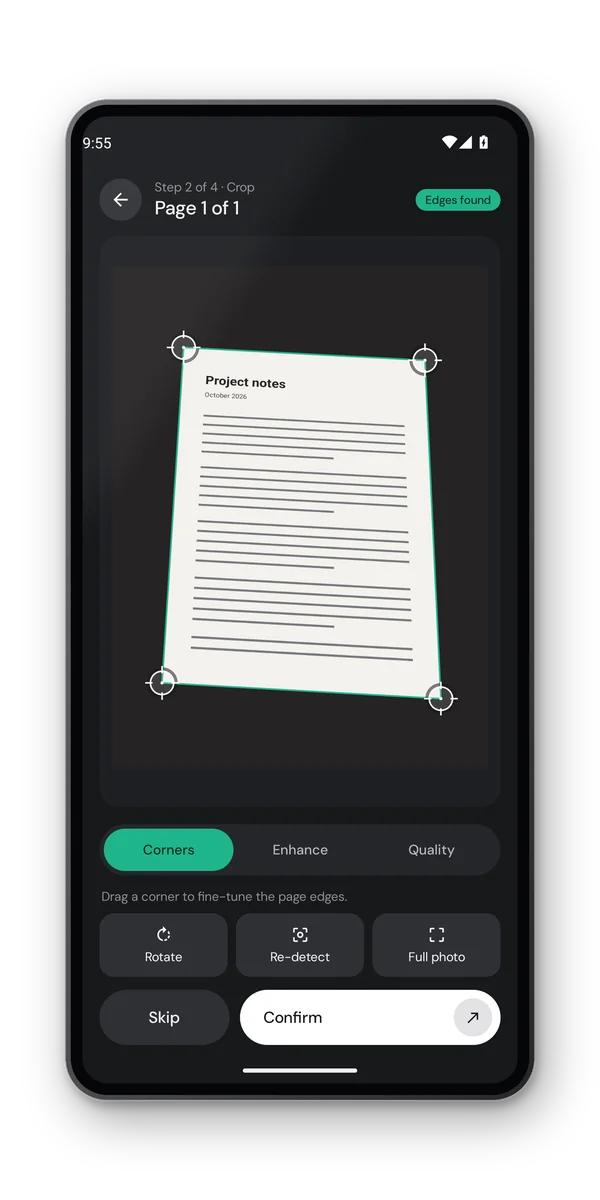 9:55
Step 2 of 4 · Crop
Page 1 of 1
Edges found
Project notes
October 2026
Corners
Enhance
Quality
Drag a corner to fine-tune the page edges.
Rotate
Re-detect
Full photo
Skip
Confirm